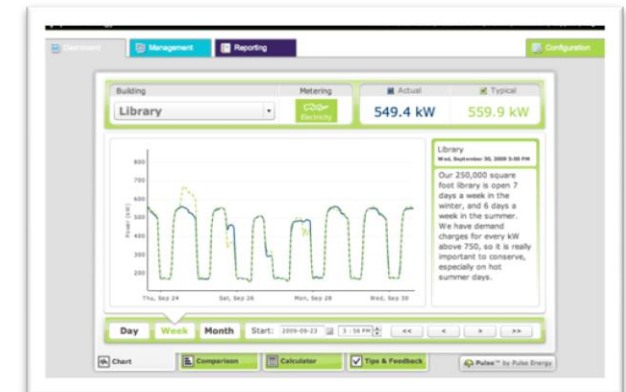 Dashboard
Management
Reporting
Configuration
Building
Metering
Actual
Typical
Library
Electricity
549.4 kW
559.9 kW
800
700
600
500
400
300
200
Power (kW)
Thu, Sep 24
Sat, Sep 26
Mon, Sep 28
Wed, Sep 30
Library
Wed, September 30, 2009 3:00 PM
Our 250,000 square
foot library is open 7
days a week in the
winter, and 6 days a
week in the summer.
We have demand
charges for every kW
above 750, so it is really
important to conserve,
especially on hot
summer days.
Day
Week
Month
Start:
2009-09-23
3:56 PM
<<
<
>
>>
Chart
Comparison
Calculator
Tips & Feedback
Pulse™ by Pulse Energy